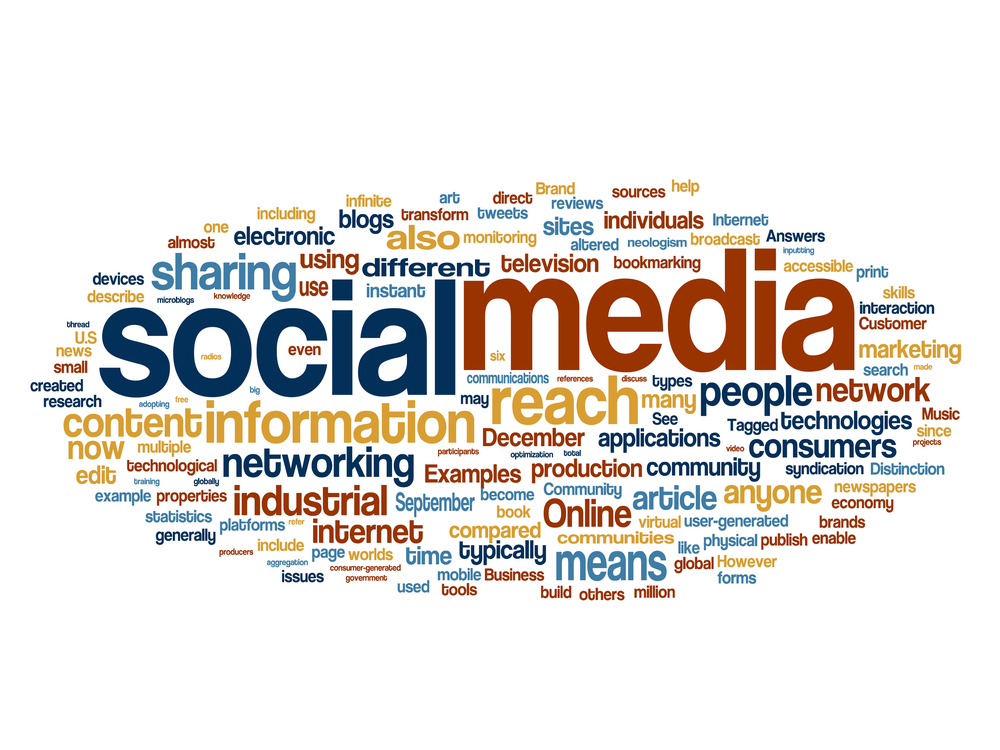 Brand
sources
help
infinite
art
direct
reviews
including
blogs
transform
tweets
sites
individuals
Internet
one
almost
electronic
also
monitoring
altered
neologism
broadcast
Answers
inputting
devices
sharing
using
different
television
bookmarking
accessible
print
describe
microblogs
knowledge
use
instant
skills
interaction
Customer
thread
U.S
news
small
created
research
social
media
radios
even
six
big
marketing
search
made
adopting
free
communications
references
discuss
types
may
reach
many
people
network
content
information
December
applications
See
Tagged
technologies
Music
since
projects
now
multiple
participants
optimization
total
video
consumers
edit
technological
training
globally
networking
Examples
production
community
syndication
Distinction
example
properties
industrial
September
become
Community
article
anyone
newspapers
economy
statistics
platforms
refer
internet
book
compared
Online
virtual
user-generated
brands
generally
producers
include
page
worlds
time
typically
communities
like
physical
publish
enable
aggregation
consumer-generated
government
issues
means
global
However
forms
mobile
Business
used
tools
build
others
million